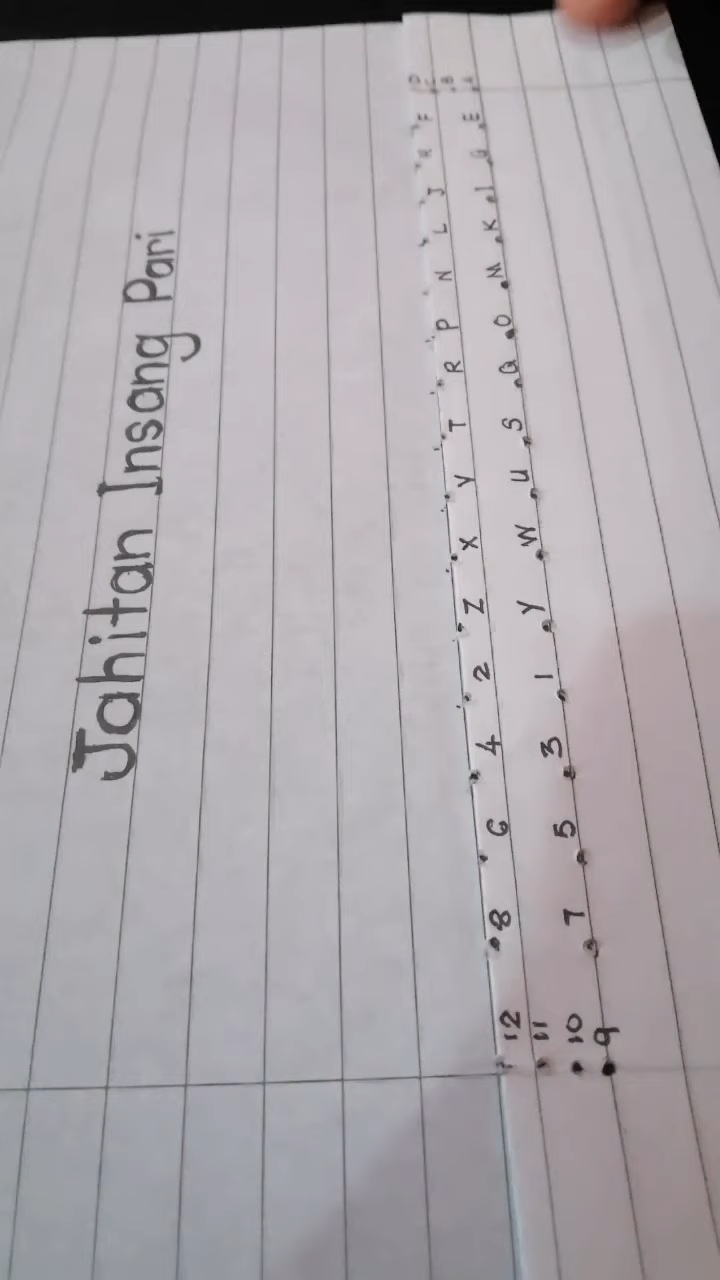 Jahitan Insang Pari
12 8 6 4 2 Z X V T R P N L J H F D
11 C
10 B
9 7 5 3 1 Y W U S Q O M K I G E A